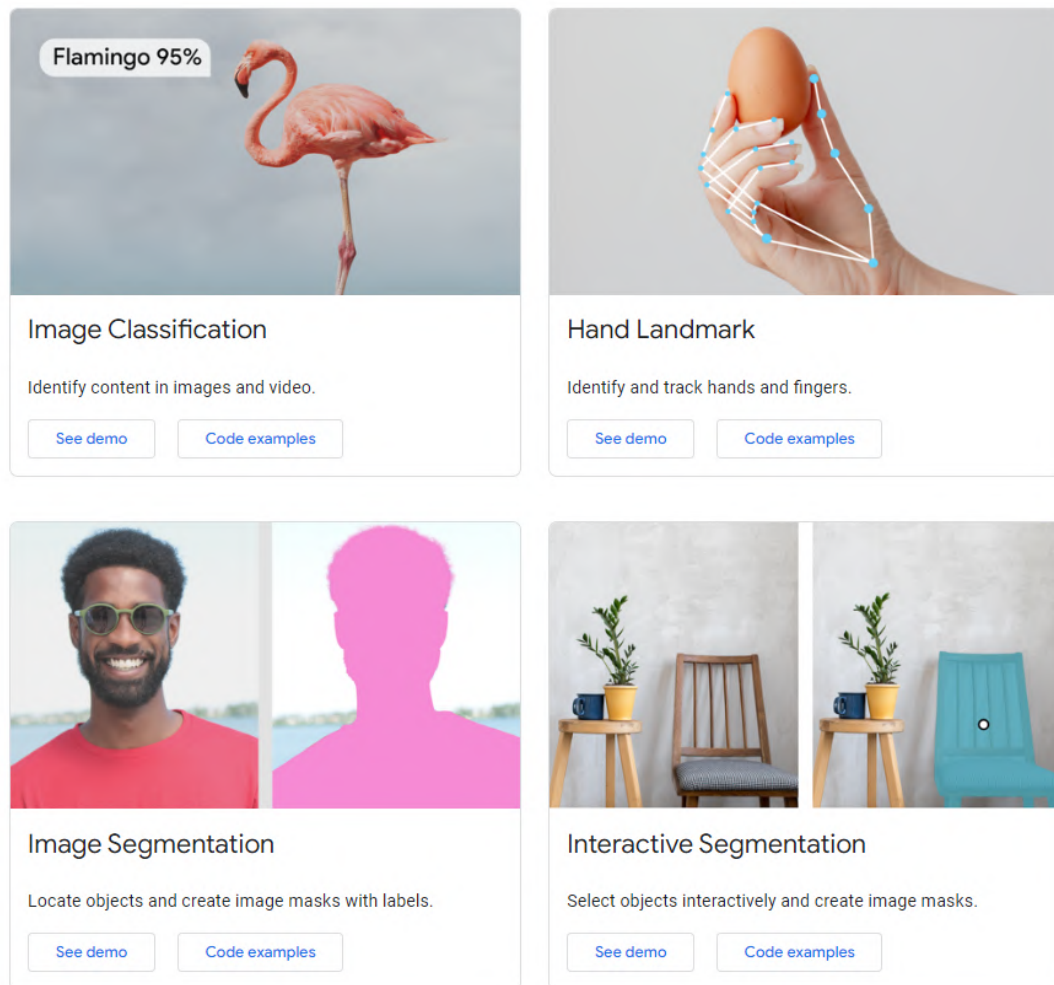 Flamingo 95%
Image Classification
Identify content in images and video.
See demo
Code examples
Hand Landmark
Identify and track hands and fingers.
See demo
Code examples
Image Segmentation
Locate objects and create image masks with labels.
See demo
Code examples
Interactive Segmentation
Select objects interactively and create image masks.
See demo
Code examples